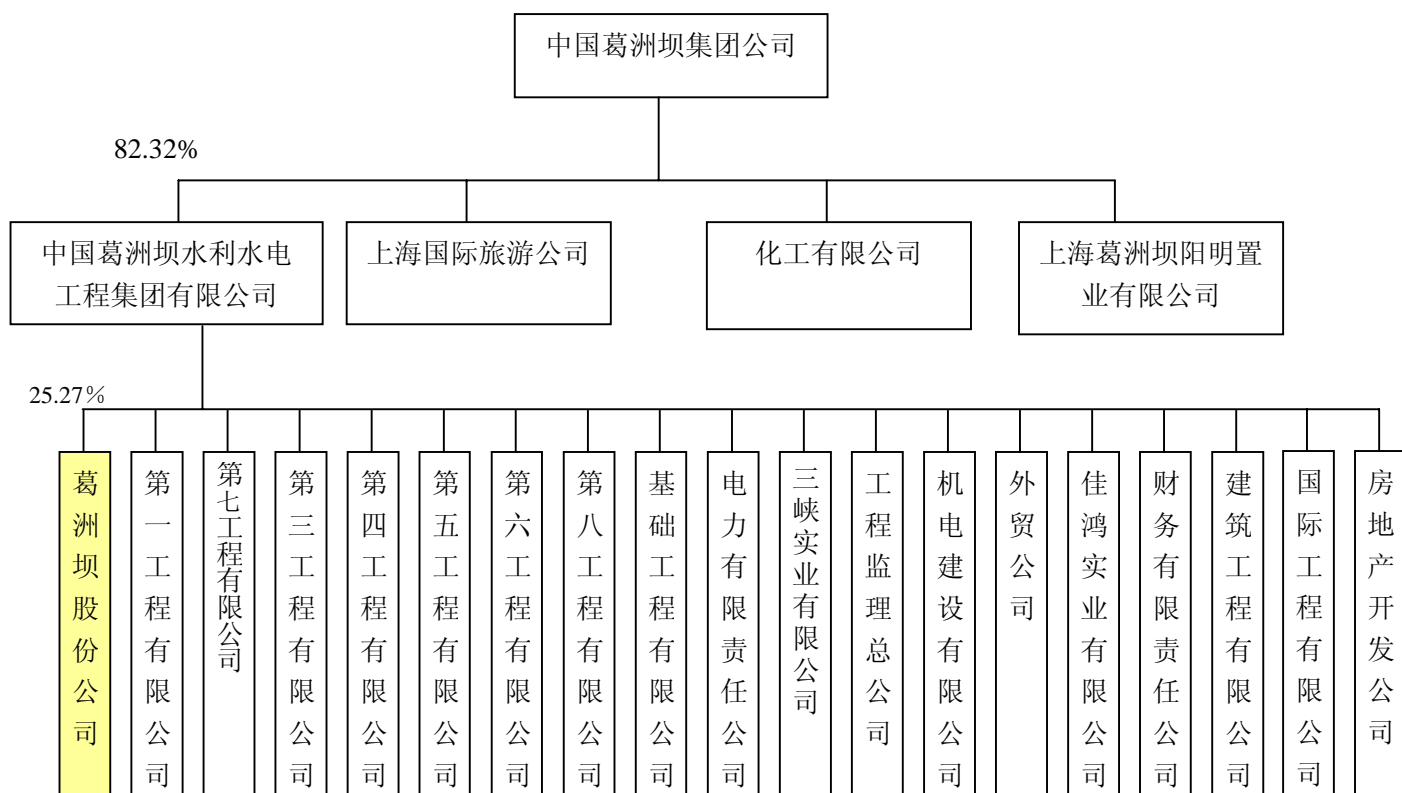 中国葛洲坝集团公司
82.32%
中国葛洲坝水利水电
工程集团有限公司
上海国际旅游公司
化工有限公司
上海葛洲坝阳明置
业有限公司
25.27%
葛洲坝股份公司
第一工程有限公司
第七工程有限公司
第三工程有限公司
第四工程有限公司
第五工程有限公司
第六工程有限公司
第八工程有限公司
基础工程有限公司
电力有限责任公司
三峡实业有限公司
工程监理总公司
机电建设有限公司
外贸公司
佳鸿实业有限公司
财务有限责任公司
建筑工程有限公司
国际工程有限公司
房地产开发公司